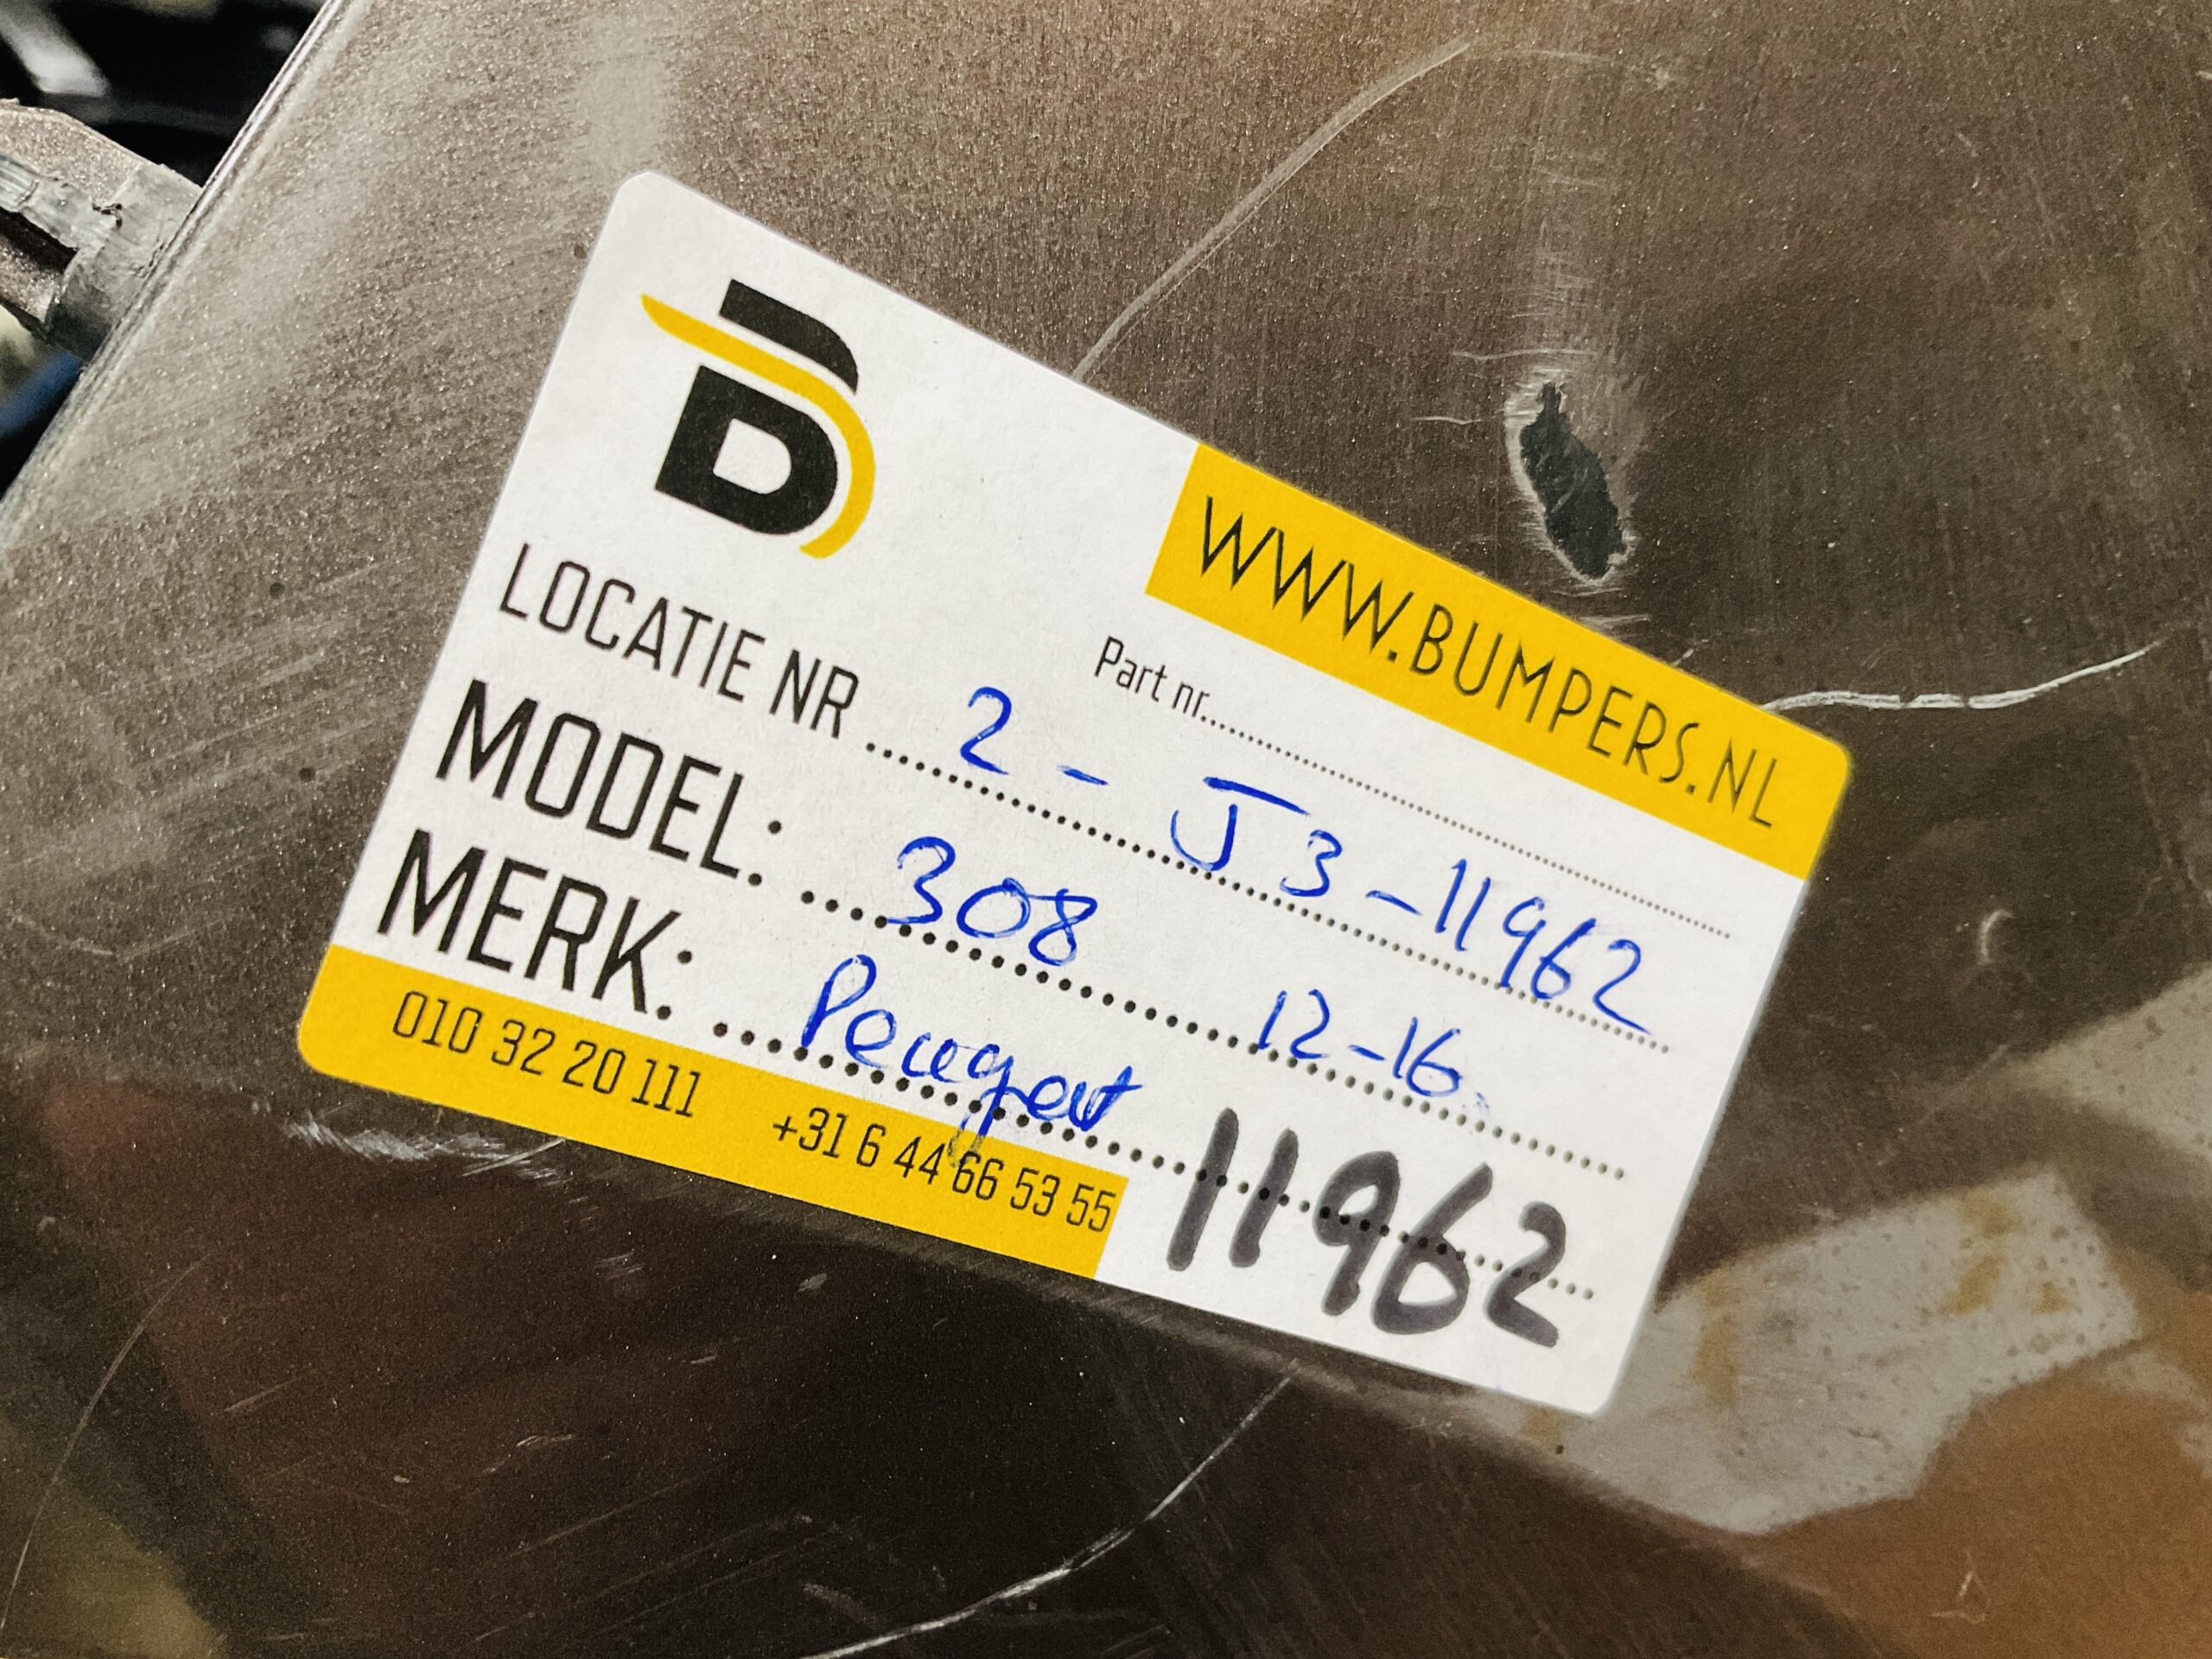 B
WWW.BUMPERS.NL
Part nr..........
LOCATIE NR .......... 2 - J3 - 11962
MODEL: .......... 308 12-16.
MERK: .......... Peugeot
11962
010 32 20 111 +31 6 44 66 53 55